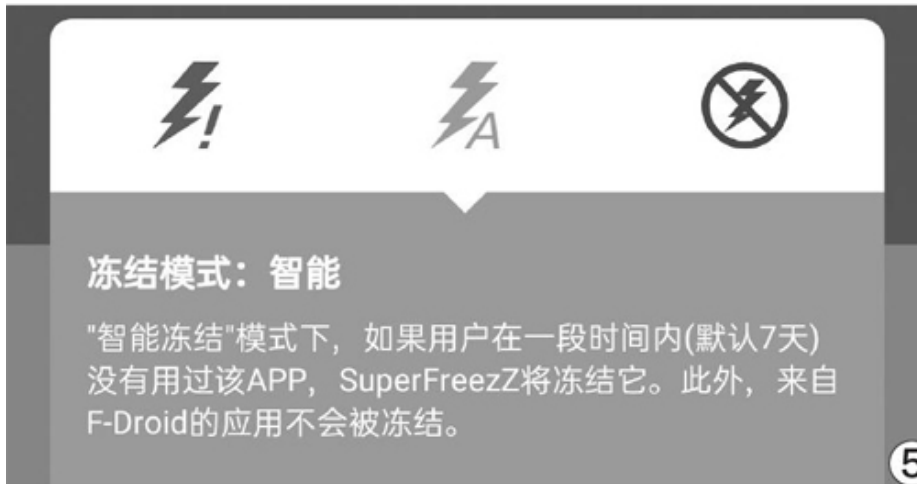 !
A
冻结模式：智能
"智能冻结"模式下，如果用户在一段时间内(默认7天)
没有用过该APP，SuperFreezZ将冻结它。此外，来自
F-Droid的应用不会被冻结。
⑤